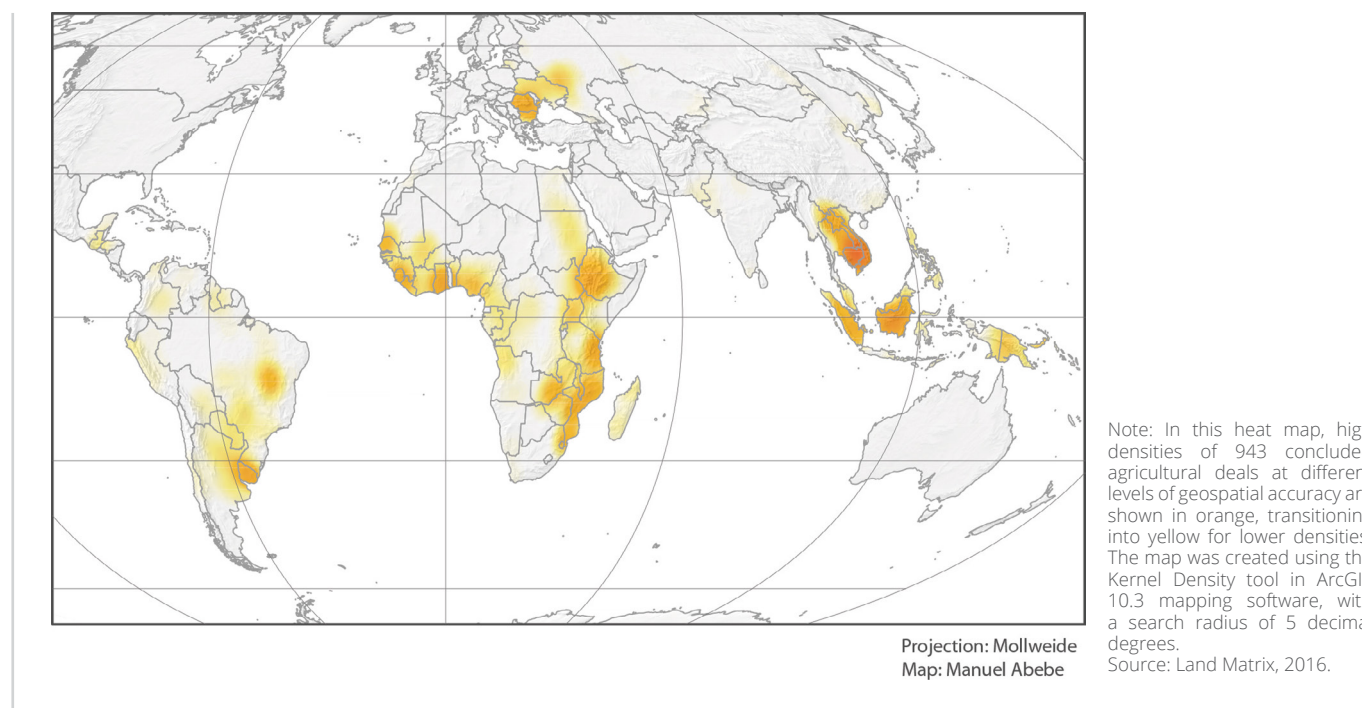 Projection: Mollweide
Map: Manuel Abebe
Note: In this heat map, hig
densities of 943 conclude
agricultural deals at differen
levels of geospatial accuracy ar
shown in orange, transitionin
into yellow for lower densities
The map was created using th
Kernel Density tool in ArcGI
10.3 mapping software, wit
a search radius of 5 decima
degrees.
Source: Land Matrix, 2016.